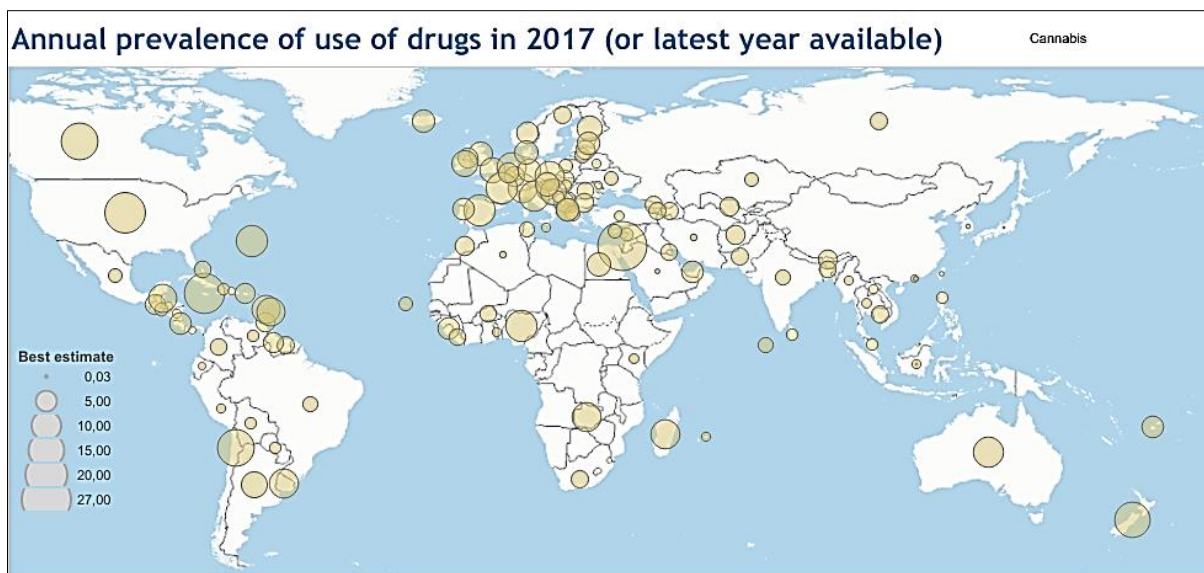 Annual prevalence of use of drugs in 2017 (or latest year available)
Cannabis
Best estimate
0,03
5,00
10,00
15,00
20,00
27,00